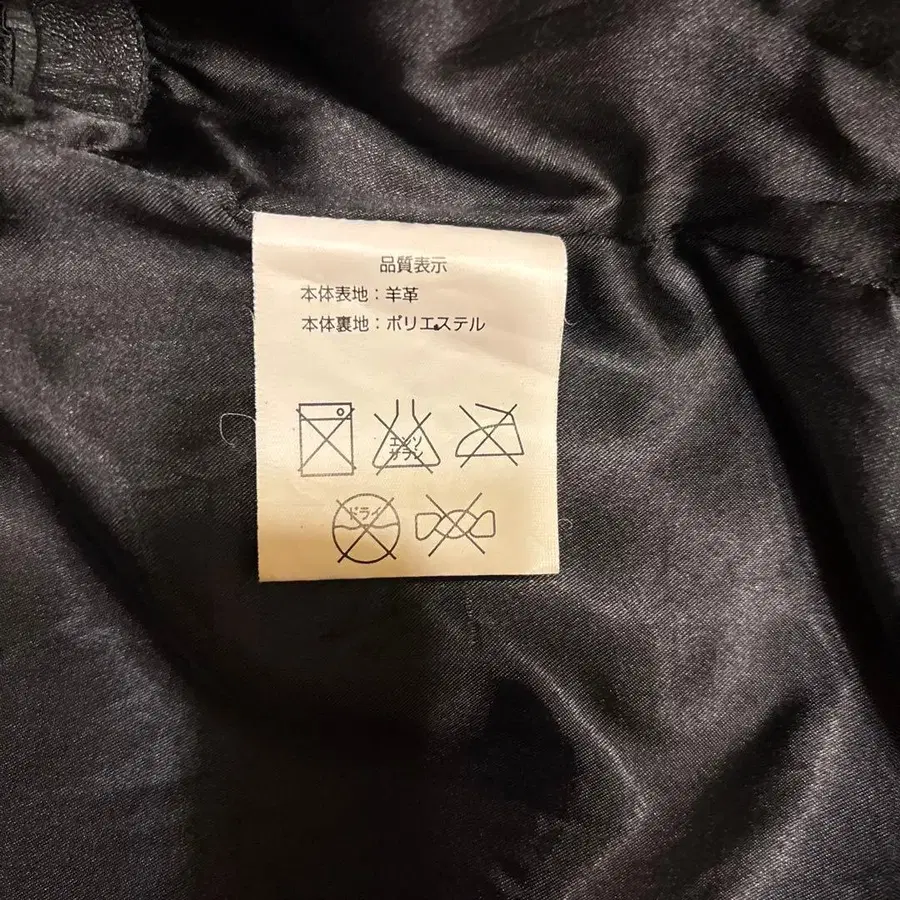 品質表示
本体表地：羊革
本体裏地：ポリエステル
エンソ
サラシ
ドライ